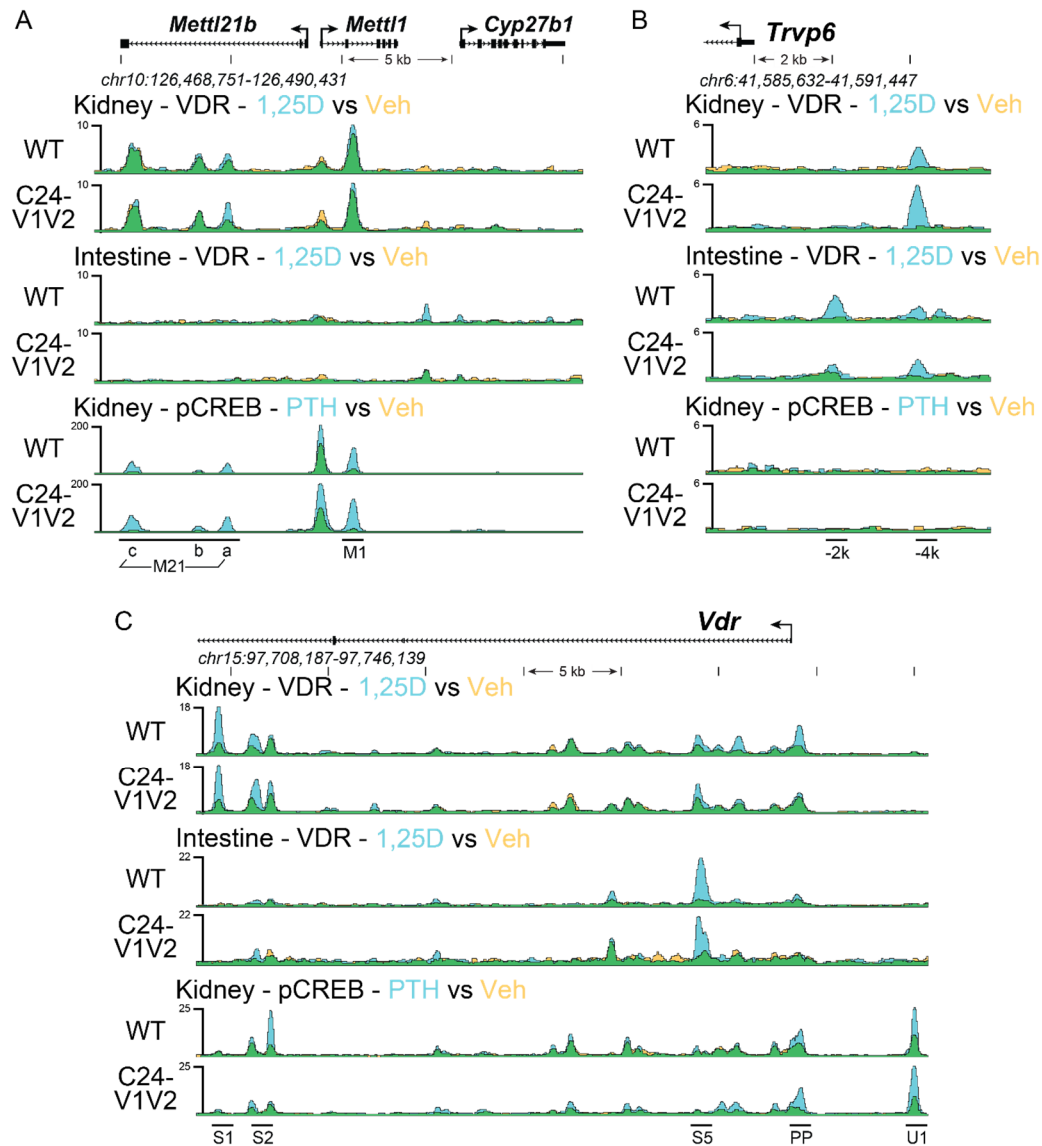 A
Mettl21b Mettl1 Cyp27b1
5 kb
chr10:126,468,751-126,490,431
Kidney - VDR - 1,25D vs Veh
10
WT
10
C24-
V1V2
Intestine - VDR - 1,25D vs Veh
10
WT
10
C24-
V1V2
Kidney - pCREB - PTH vs Veh
200
WT
200
C24-
V1V2
c b a M1
M21
B
Trvp6
2 kb
chr6:41,585,632-41,591,447
Kidney - VDR - 1,25D vs Veh
6
WT
6
C24-
V1V2
Intestine - VDR - 1,25D vs Veh
6
WT
6
C24-
V1V2
Kidney - pCREB - PTH vs Veh
6
WT
6
C24-
V1V2
-2k -4k
C
Vdr
chr15:97,708,187-97,746,139
5 kb
Kidney - VDR - 1,25D vs Veh
18
WT
18
C24-
V1V2
Intestine - VDR - 1,25D vs Veh
22
WT
22
C24-
V1V2
Kidney - pCREB - PTH vs Veh
25
WT
25
C24-
V1V2
S1 S2 S5 PP U1